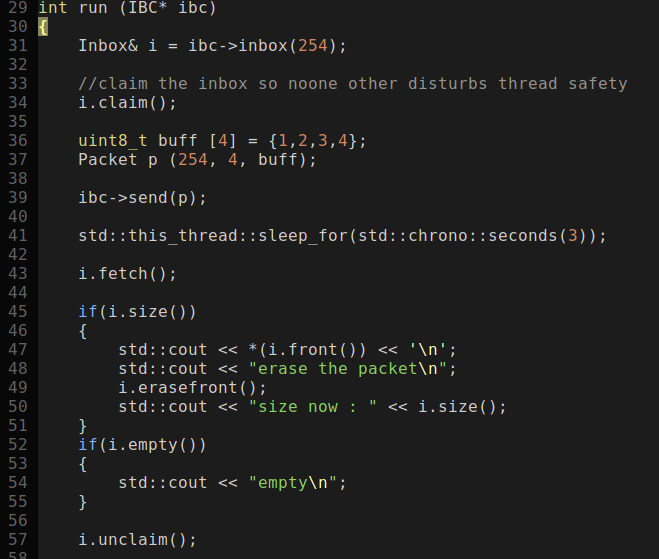 29 int run (IBC* ibc)
30 {
31     Inbox& i = ibc->inbox(254);
32
33     //claim the inbox so noone other disturbs thread safety
34     i.claim();
35
36     uint8_t buff [4] = {1,2,3,4};
37     Packet p (254, 4, buff);
38
39     ibc->send(p);
40
41     std::this_thread::sleep_for(std::chrono::seconds(3));
42
43     i.fetch();
44
45     if(i.size())
46     {
47         std::cout << *(i.front()) << '\n';
48         std::cout << "erase the packet\n";
49         i.erasefront();
50         std::cout << "size now : " << i.size();
51     }
52     if(i.empty())
53     {
54         std::cout << "empty\n";
55     }
56
57     i.unclaim();
58